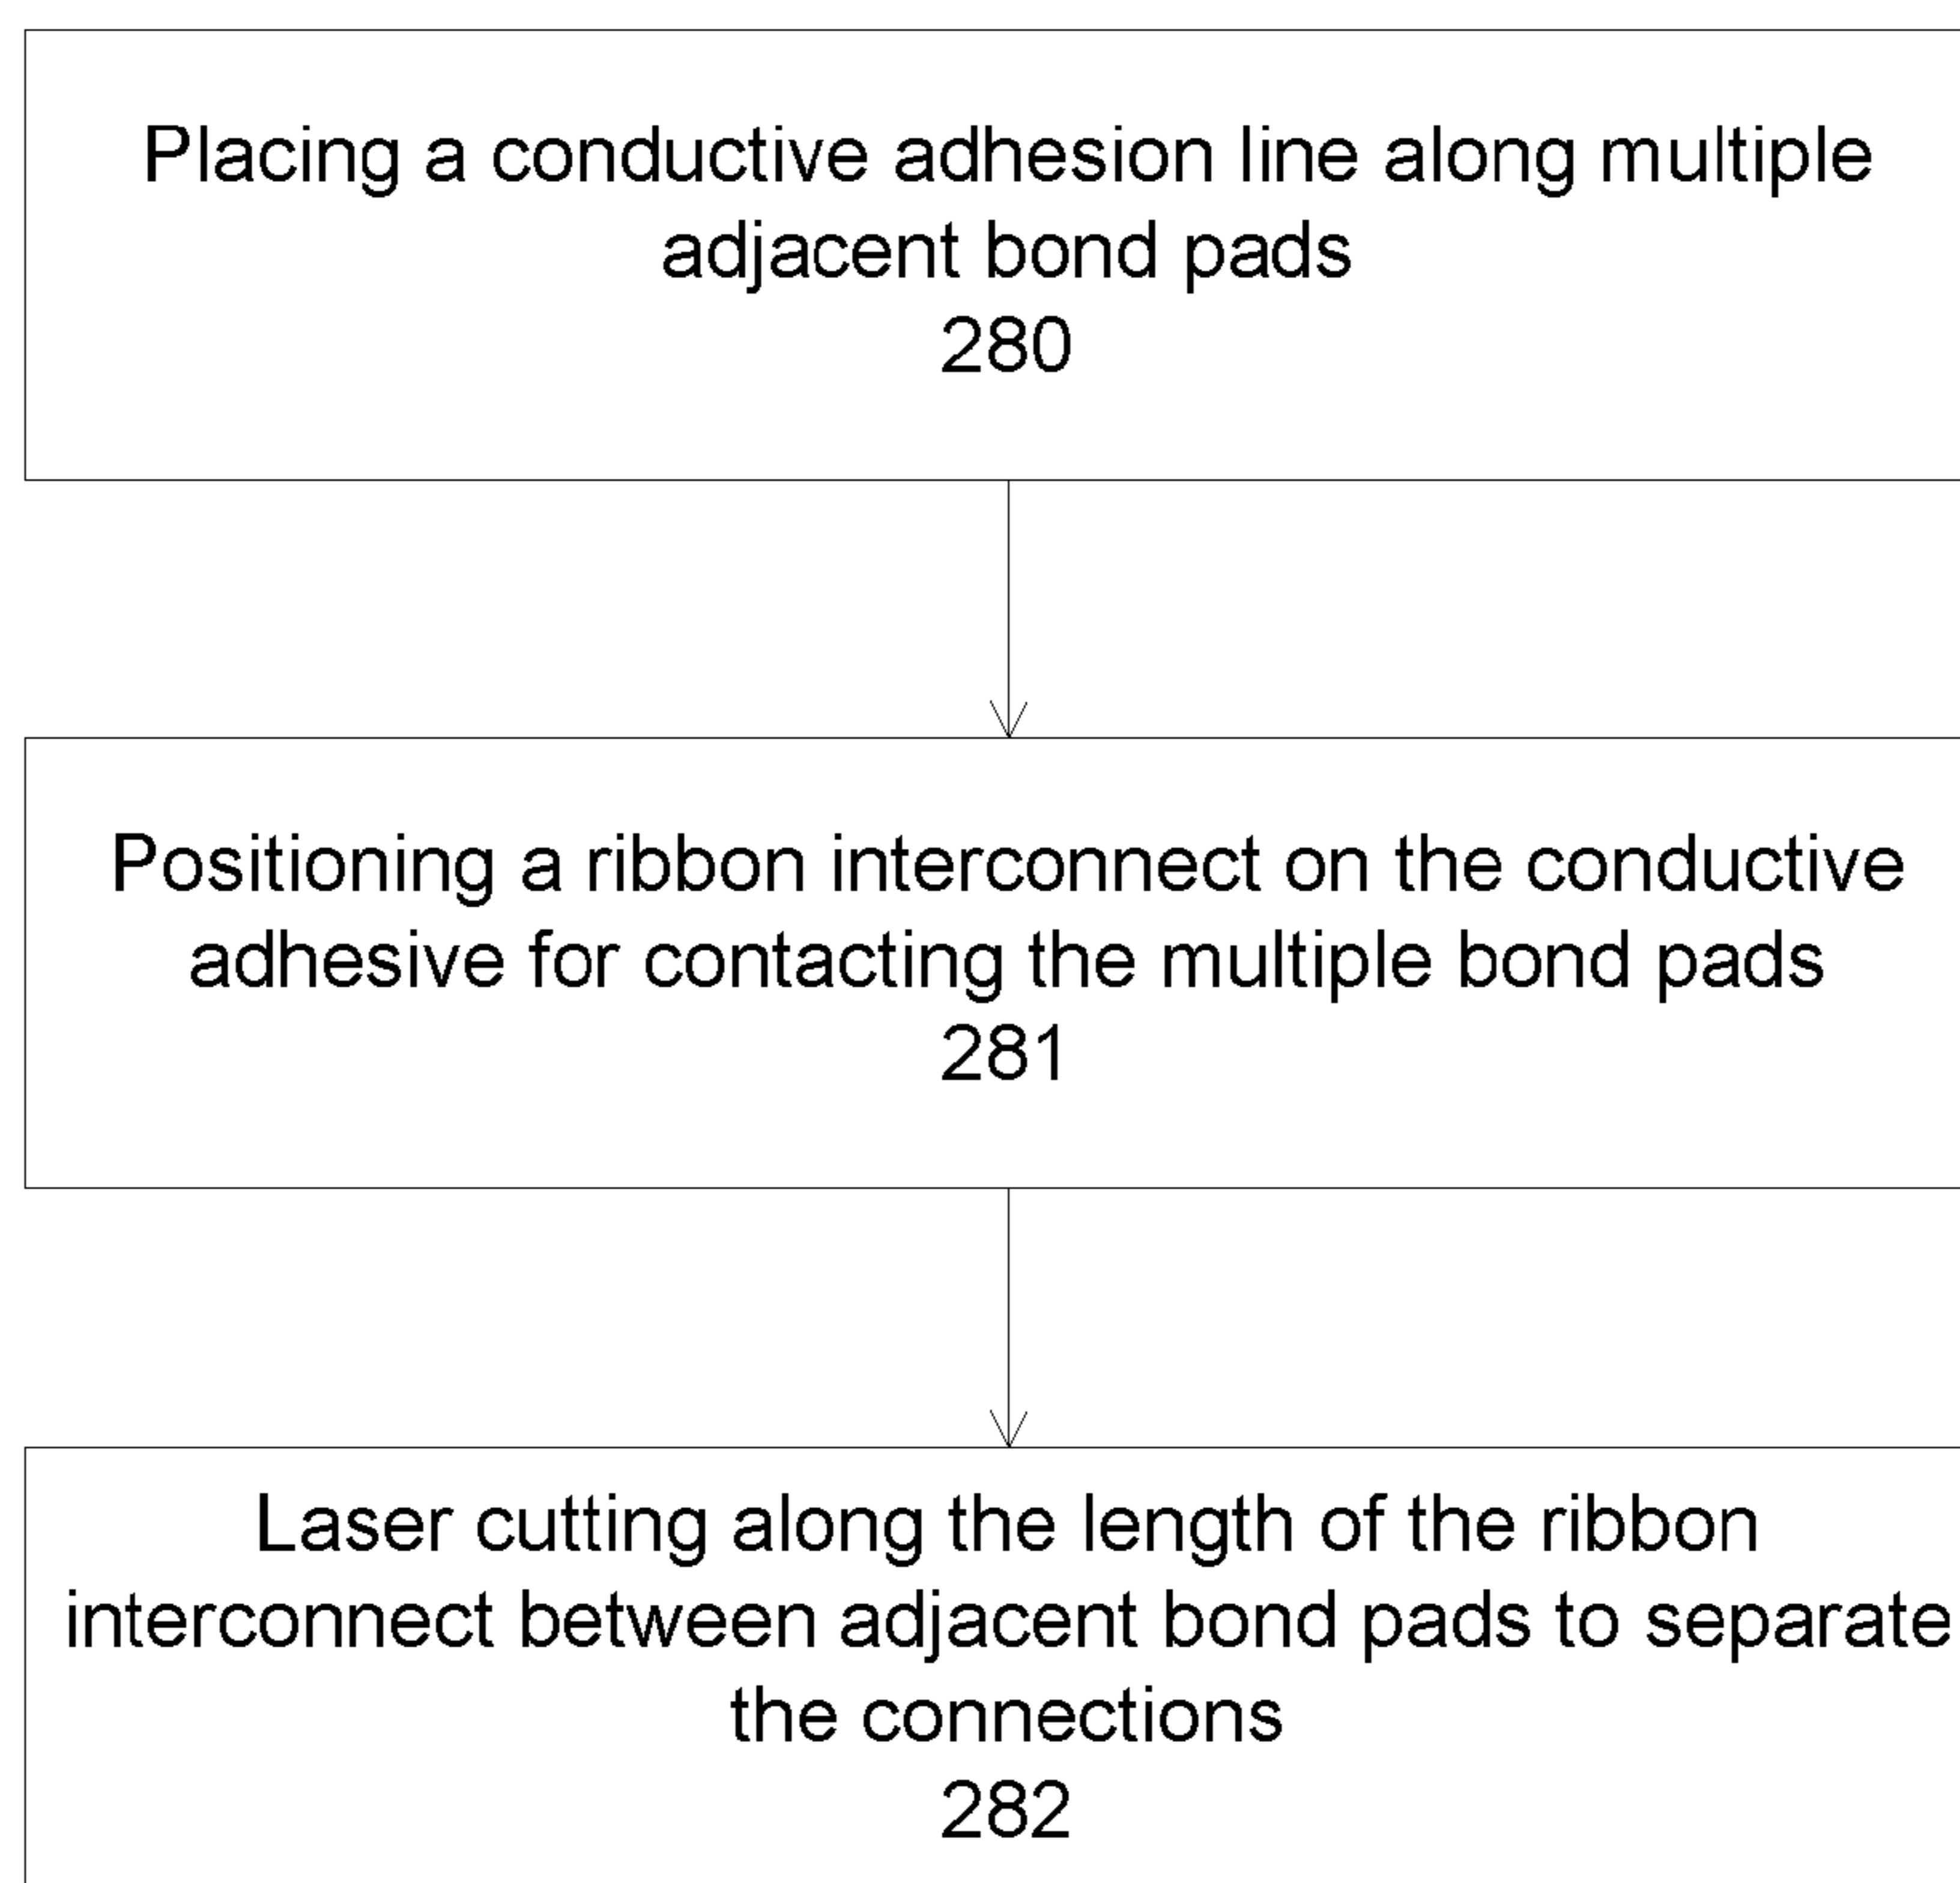 Placing a conductive adhesion line along multiple
adjacent bond pads
280
Positioning a ribbon interconnect on the conductive
adhesive for contacting the multiple bond pads
281
Laser cutting along the length of the ribbon
interconnect between adjacent bond pads to separate
the connections
282